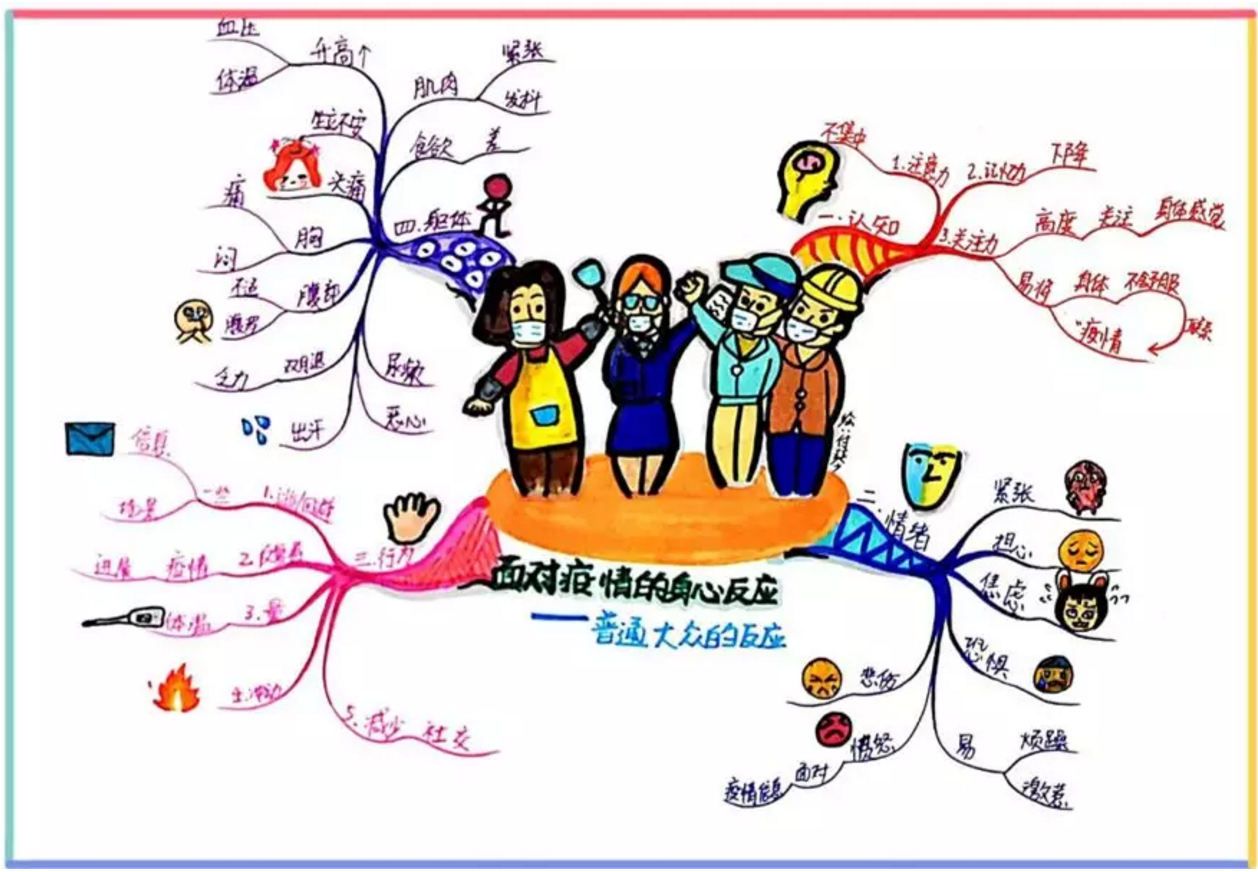 面对疫情的身心反应
——普通大众的反应
一.认知
1.注意力
不集中
2.记忆力
下降
3.关注力
高度 关注 身体感觉
易将 身体 不舒服
"疫情"
二.情绪
紧张
担心
焦虑
恐惧
易
烦躁
激惹
愤怒
面对
疫情信息
悲伤
三.行为
1.
一些
信息
场景
2.
疫情
进展
3.量
体温
4.冲动
5.减少 社交
四.躯体
肌肉
紧张
发抖
食欲 差
升高↑
血压
体温
坐立不安
头痛
胸
痛
闷
腹部
不适
腹泻
乏力
出汗
恶心
尿频